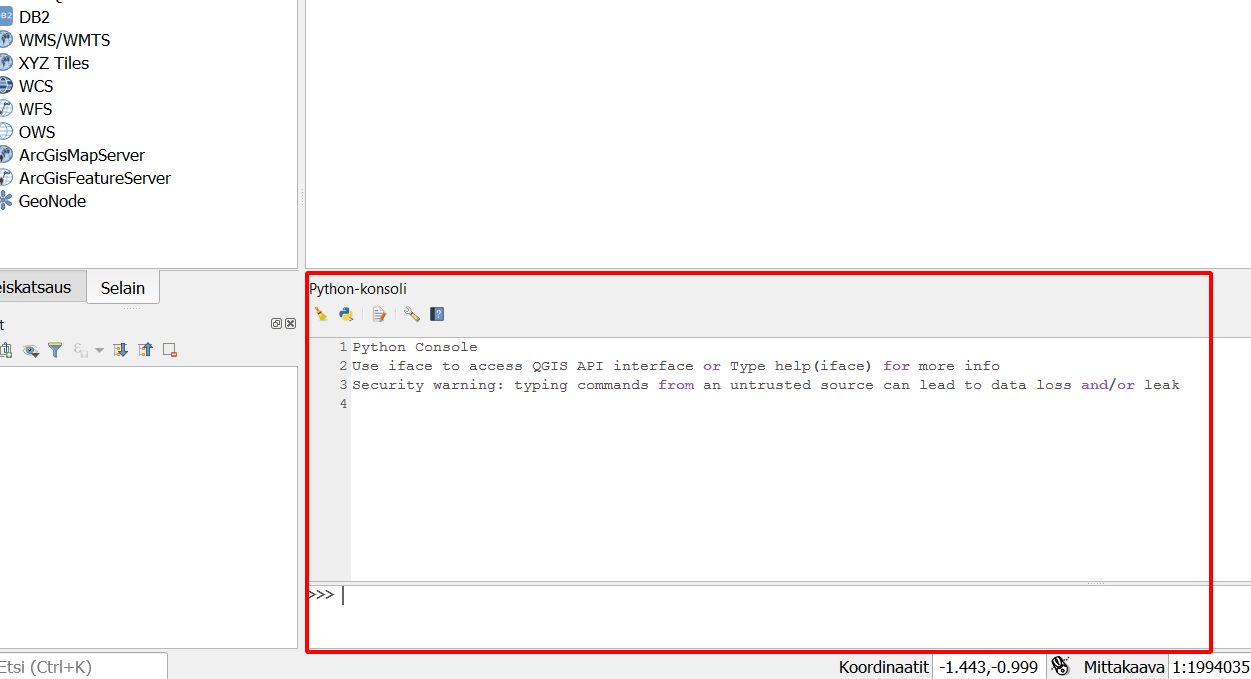 DB2
WMS/WMTS
XYZ Tiles
WCS
WFS
OWS
ArcGisMapServer
ArcGisFeatureServer
GeoNode
eiskatsaus
Selain
t
Python-konsoli
1 Python Console
2 Use iface to access QGIS API interface or Type help(iface) for more info
3 Security warning: typing commands from an untrusted source can lead to data loss and/or leak
4
>>>
Etsi (Ctrl+K)
Koordinaatit -1.443,-0.999 Mittakaava 1:1994035